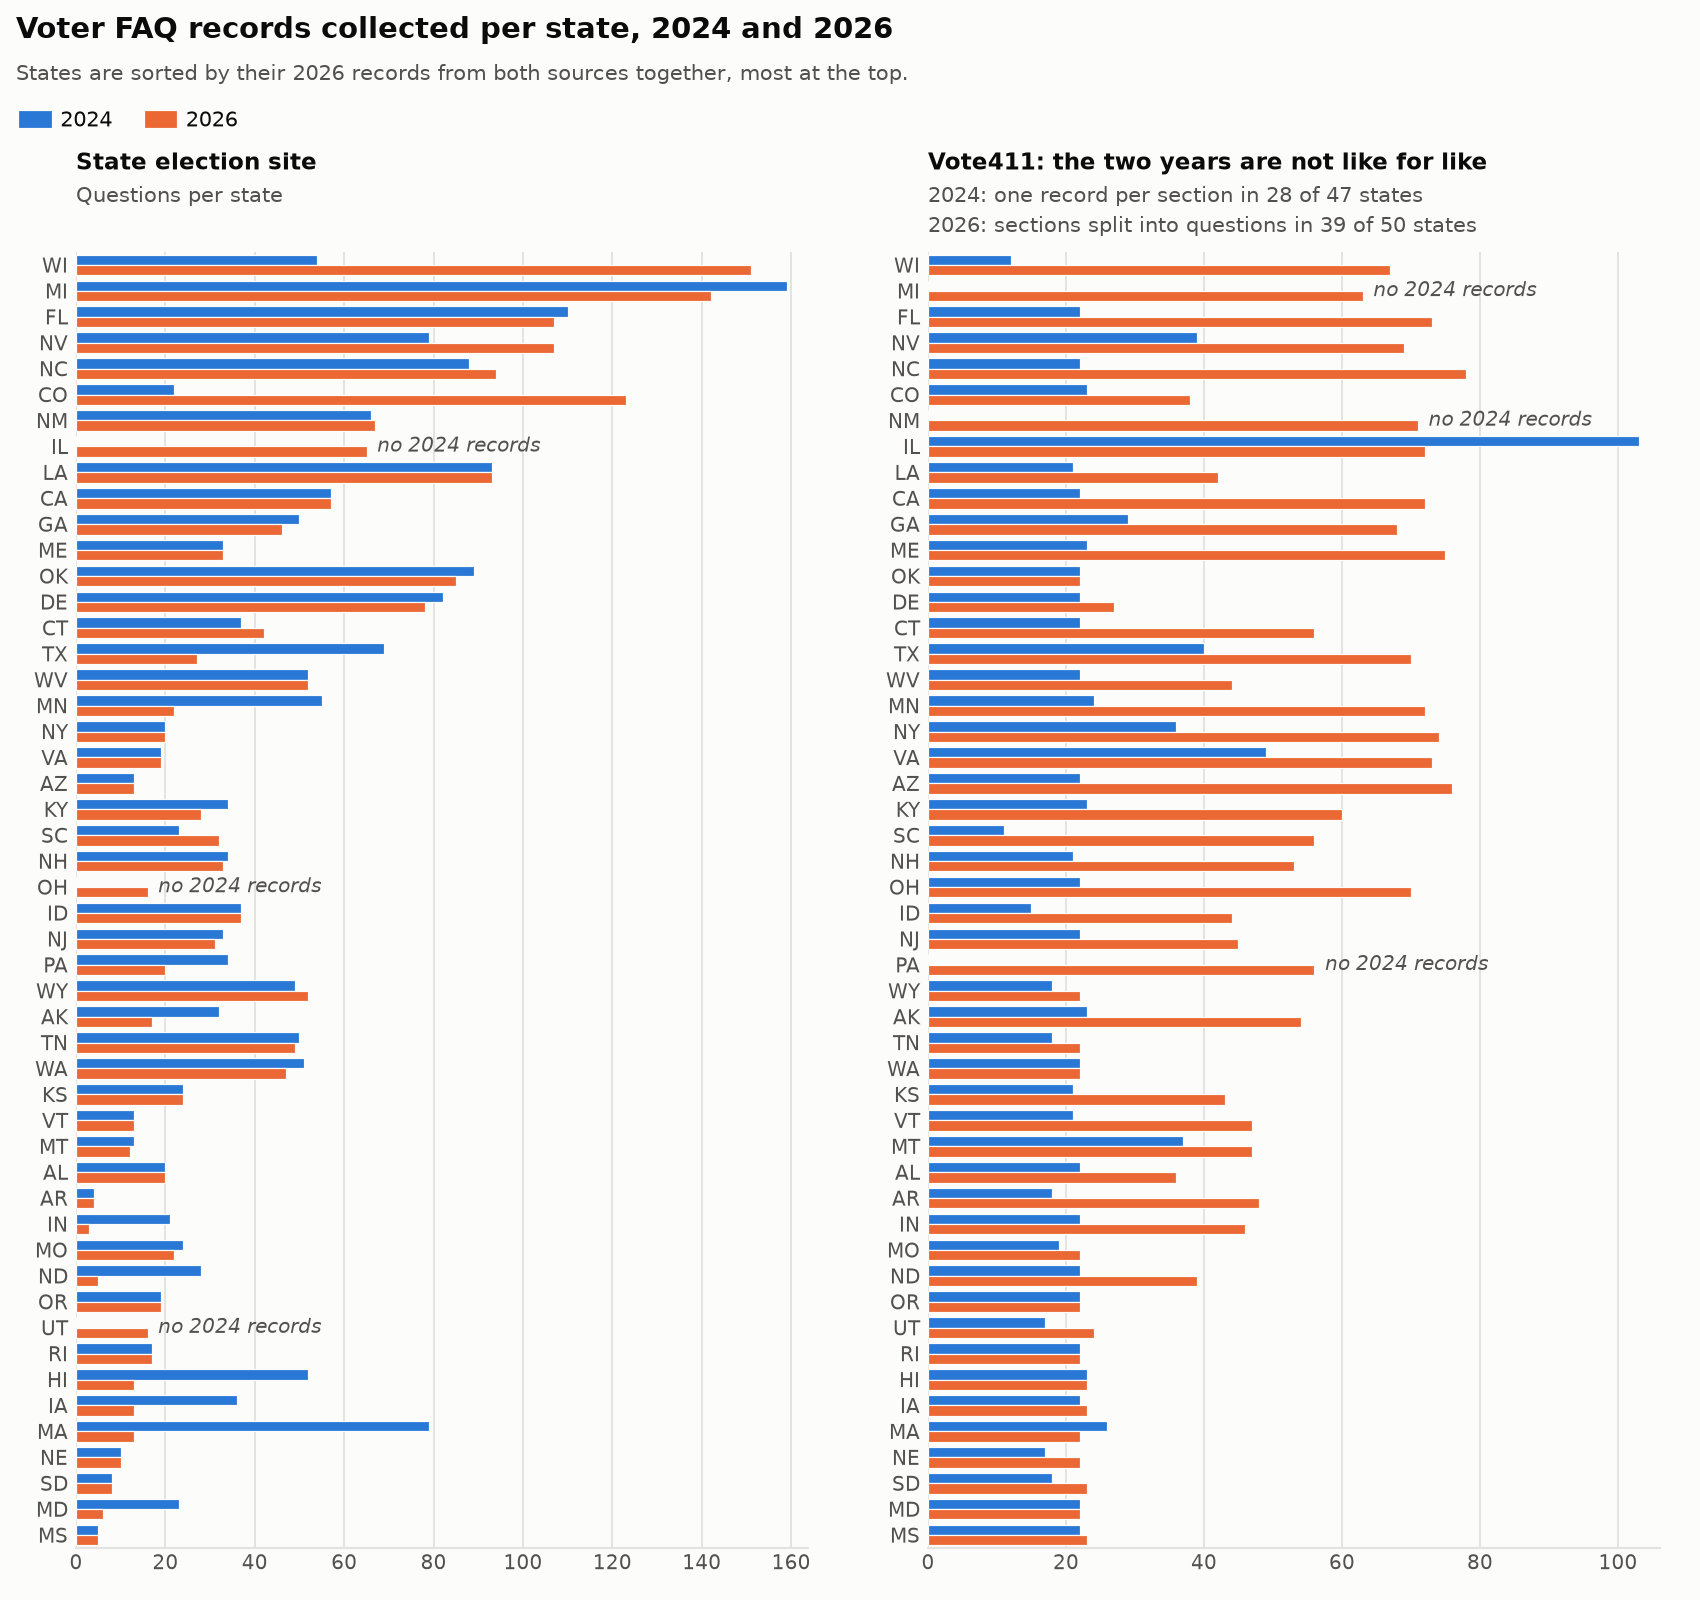 Voter FAQ records collected per state, 2024 and 2026
States are sorted by their 2026 records from both sources together, most at the top.
2024 2026
State election site
Questions per state
WI
MI
FL
NV
NC
CO
NM
IL no 2024 records
LA
CA
GA
ME
OK
DE
CT
TX
WV
MN
NY
VA
AZ
KY
SC
NH
OH no 2024 records
ID
NJ
PA
WY
AK
TN
WA
KS
VT
MT
AL
AR
IN
MO
ND
OR
UT no 2024 records
RI
HI
IA
MA
NE
SD
MD
MS
0 20 40 60 80 100 120 140 160
Vote411: the two years are not like for like
2024: one record per section in 28 of 47 states
2026: sections split into questions in 39 of 50 states
WI
MI no 2024 records
FL
NV
NC
CO
NM no 2024 records
IL
LA
CA
GA
ME
OK
DE
CT
TX
WV
MN
NY
VA
AZ
KY
SC
NH
OH
ID
NJ
PA no 2024 records
WY
AK
TN
WA
KS
VT
MT
AL
AR
IN
MO
ND
OR
UT
RI
HI
IA
MA
NE
SD
MD
MS
0 20 40 60 80 100